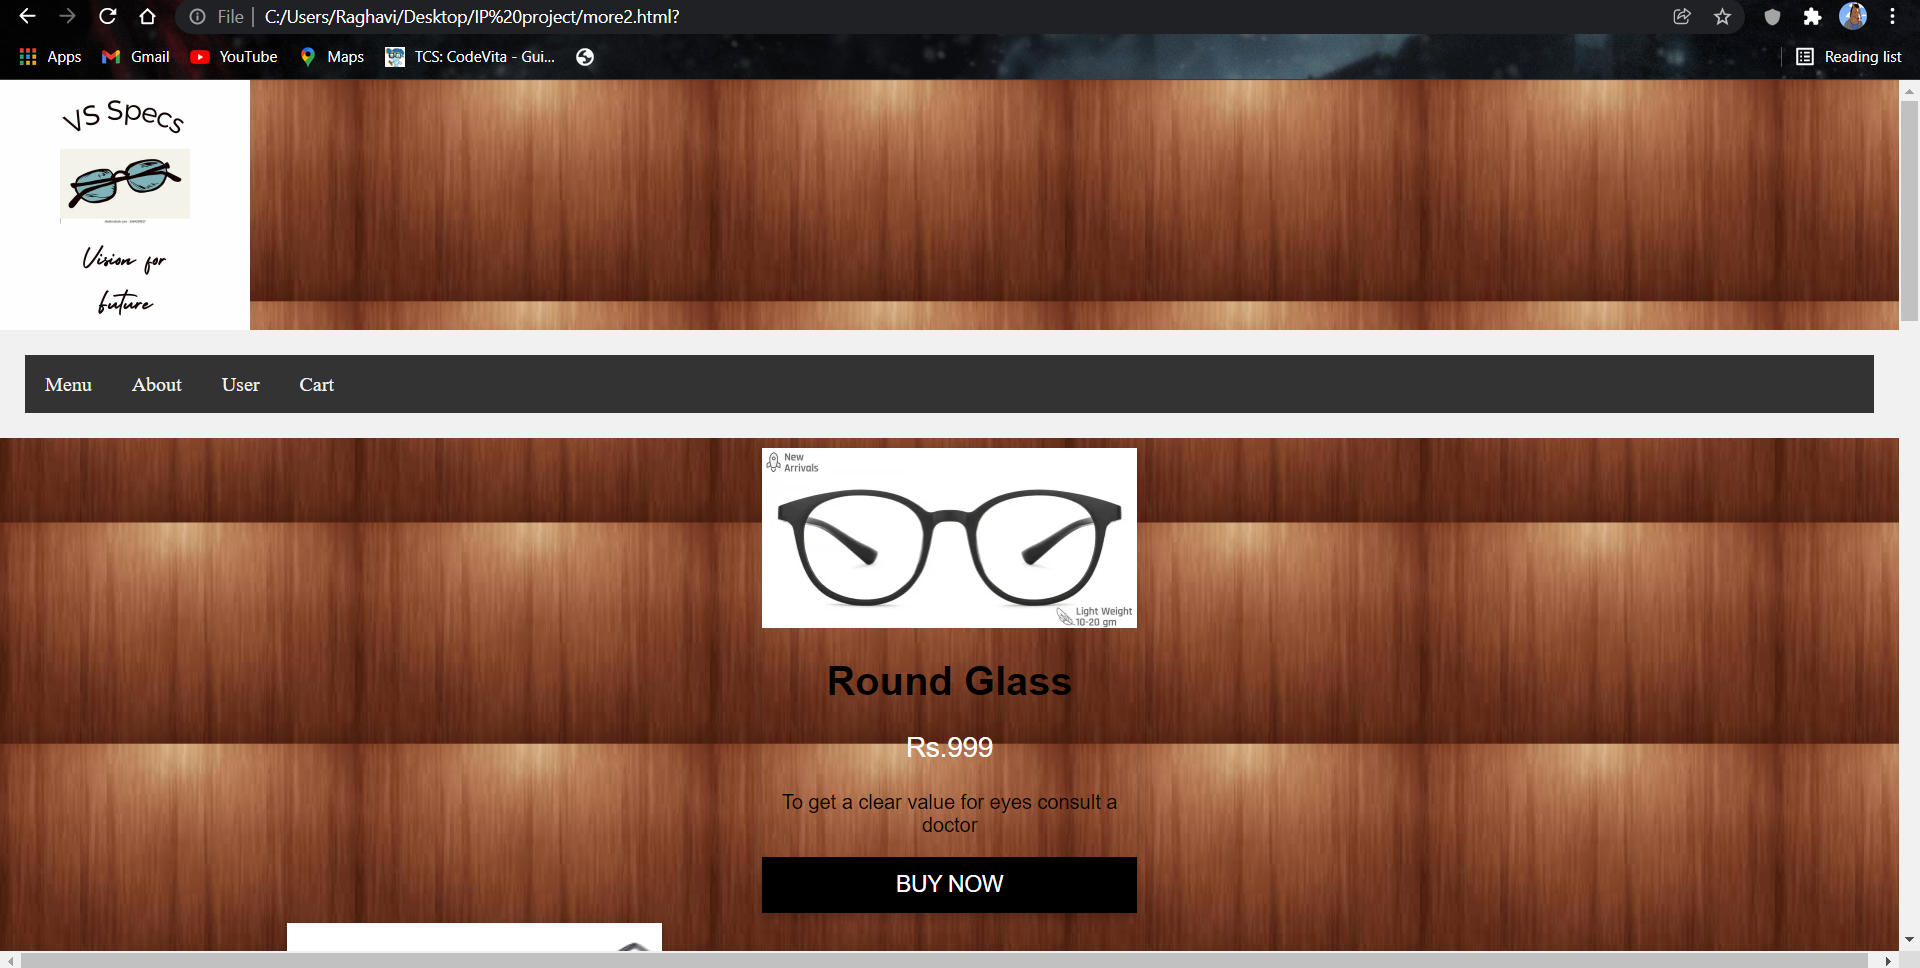 File
C:/Users/Raghavi/Desktop/IP%20project/more2.html?
Apps
Gmail
YouTube
Maps
TCS: CodeVita - Gui...
Reading list
VS Specs
Vision for
future
Menu
About
User
Cart
New
Arrivals
Light Weight
10-20 gm
Round Glass
Rs.999
To get a clear value for eyes consult a
doctor
BUY NOW